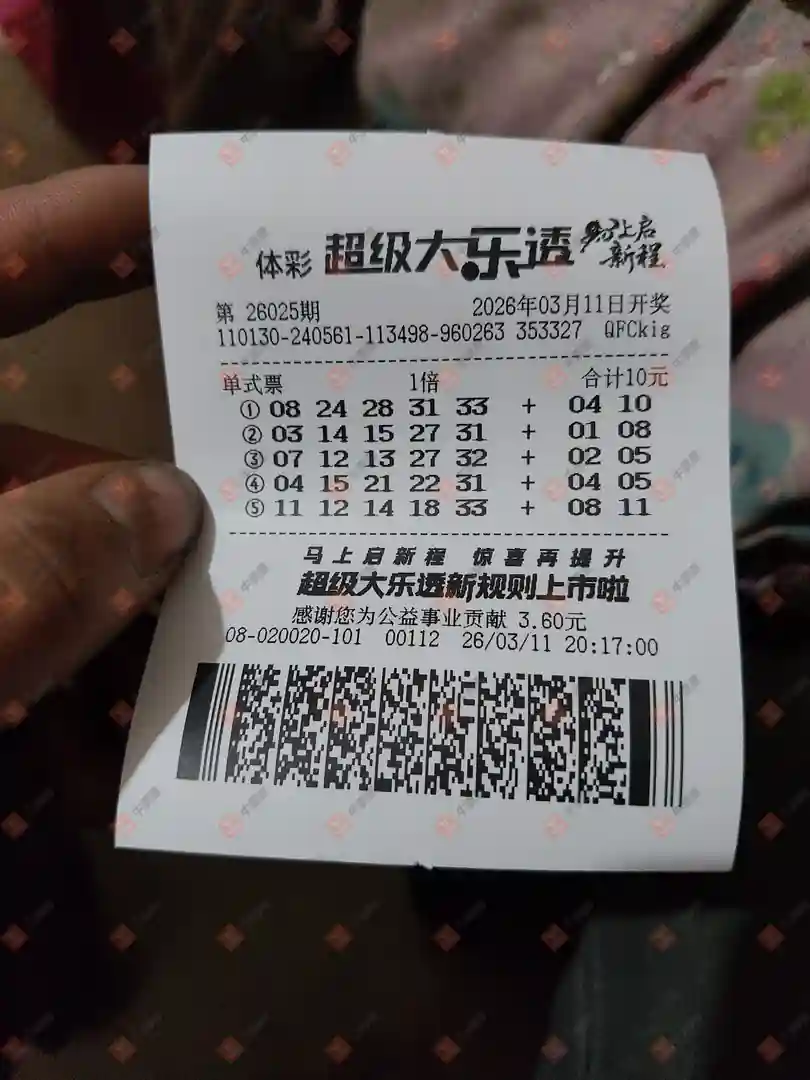 体彩 超级大乐透 马上启新程
第 26025期 2026年03月11日开奖
110130-240561-113498-960263 353327 QFCkig
单式票 1倍 合计10元
① 08 24 28 31 33 + 04 10
② 03 14 15 27 31 + 01 08
③ 07 12 13 27 32 + 02 05
④ 04 15 21 22 31 + 04 05
⑤ 11 12 14 18 33 + 08 11
马上启新程 惊喜再提升
超级大乐透新规则上市啦
感谢您为公益事业贡献 3.60元
08-020020-101 00112 26/03/11 20:17:00